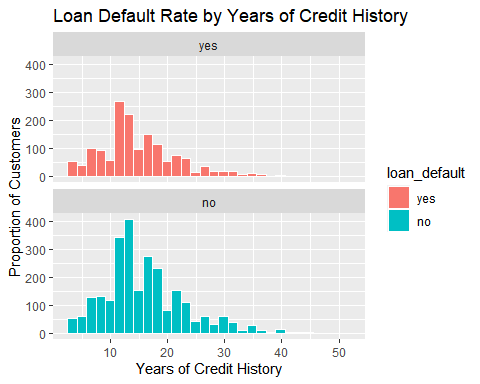 Loan Default Rate by Years of Credit History
yes
400
300
200
100
0
no
400
300
200
100
0
10 20 30 40 50
Years of Credit History
Proportion of Customers
loan_default
yes
no